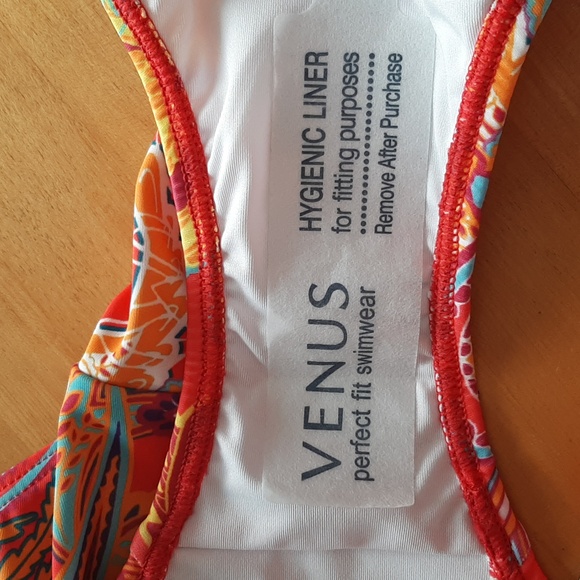 VENUS
perfect fit swimwear
HYGIENIC LINER
for fitting purposes
Remove After Purchase